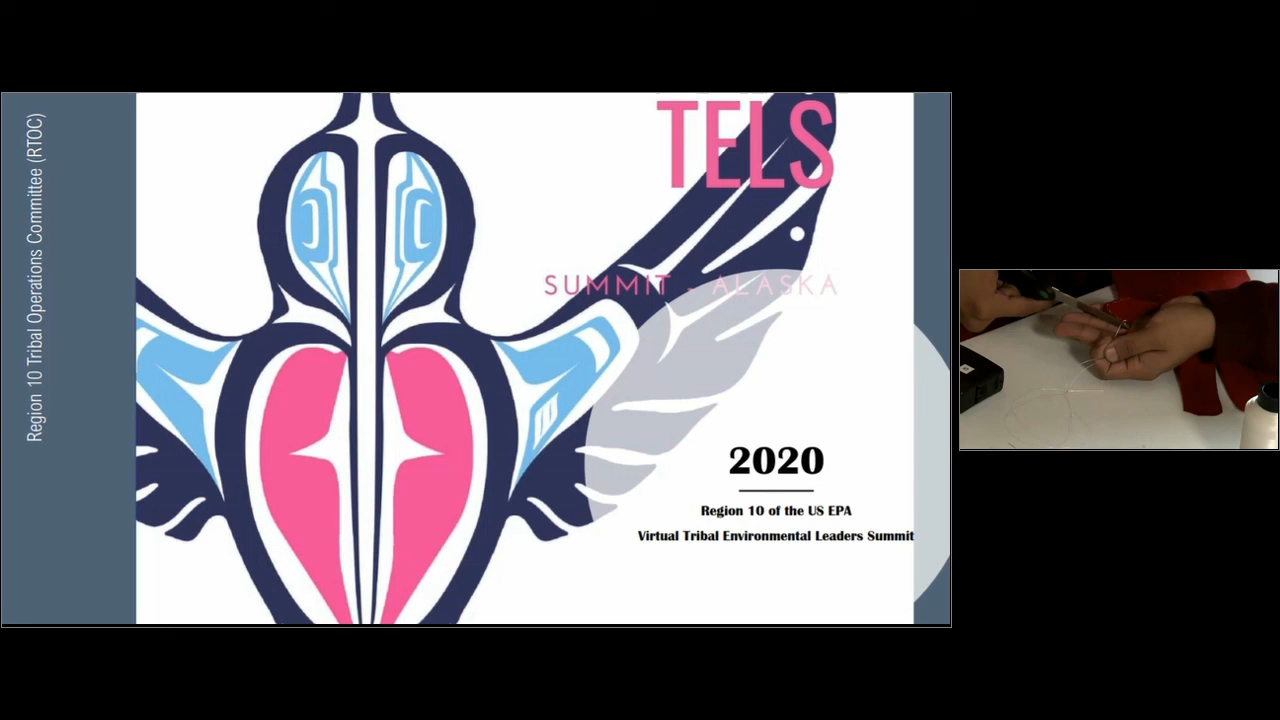 Region 10 Tribal Operations Committee (RTOC)
TELS
SUMMIT - ALASKA
2020
Region 10 of the US EPA
Virtual Tribal Environmental Leaders Summit